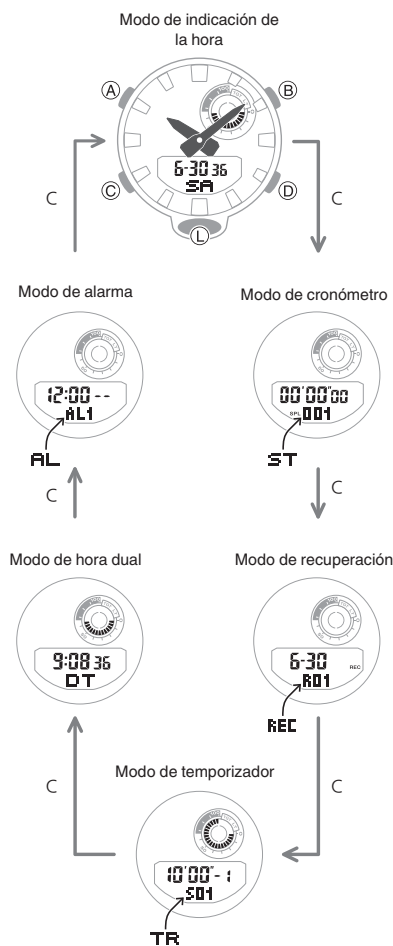 Modo de indicación de
la hora
A
B
6-30 36
SA
C
D
L
C
C
Modo de alarma
Modo de cronómetro
12:00 --
AL1
AL
00'00"00
SPL 001
ST
C
C
Modo de hora dual
Modo de recuperación
9:08 36
DT
6-30 REC
R01
REC
C
C
Modo de temporizador
10'00"-1
S01
TR